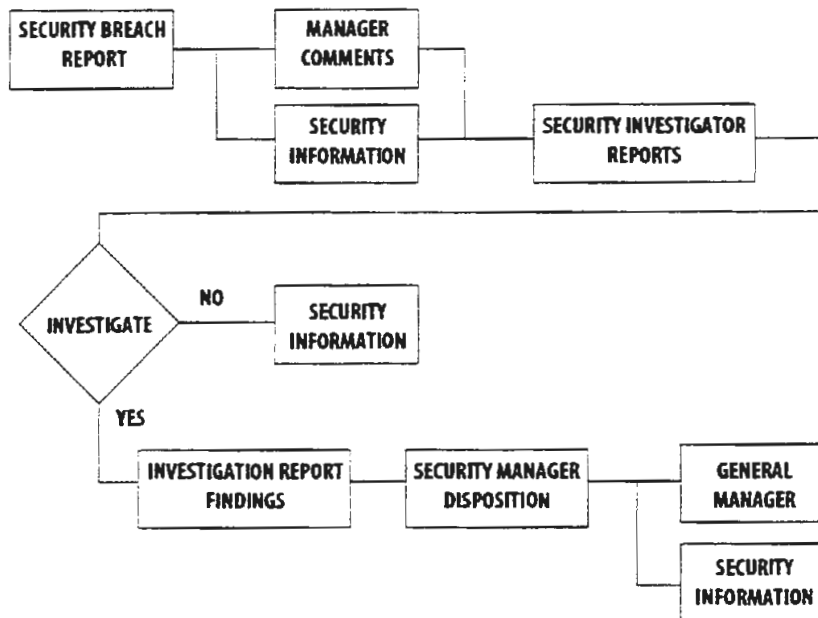 SECURITY BREACH
REPORT
MANAGER
COMMENTS
SECURITY
INFORMATION
SECURITY INVESTIGATOR
REPORTS
INVESTIGATE
NO
SECURITY
INFORMATION
YES
INVESTIGATION REPORT
FINDINGS
SECURITY MANAGER
DISPOSITION
GENERAL
MANAGER
SECURITY
INFORMATION